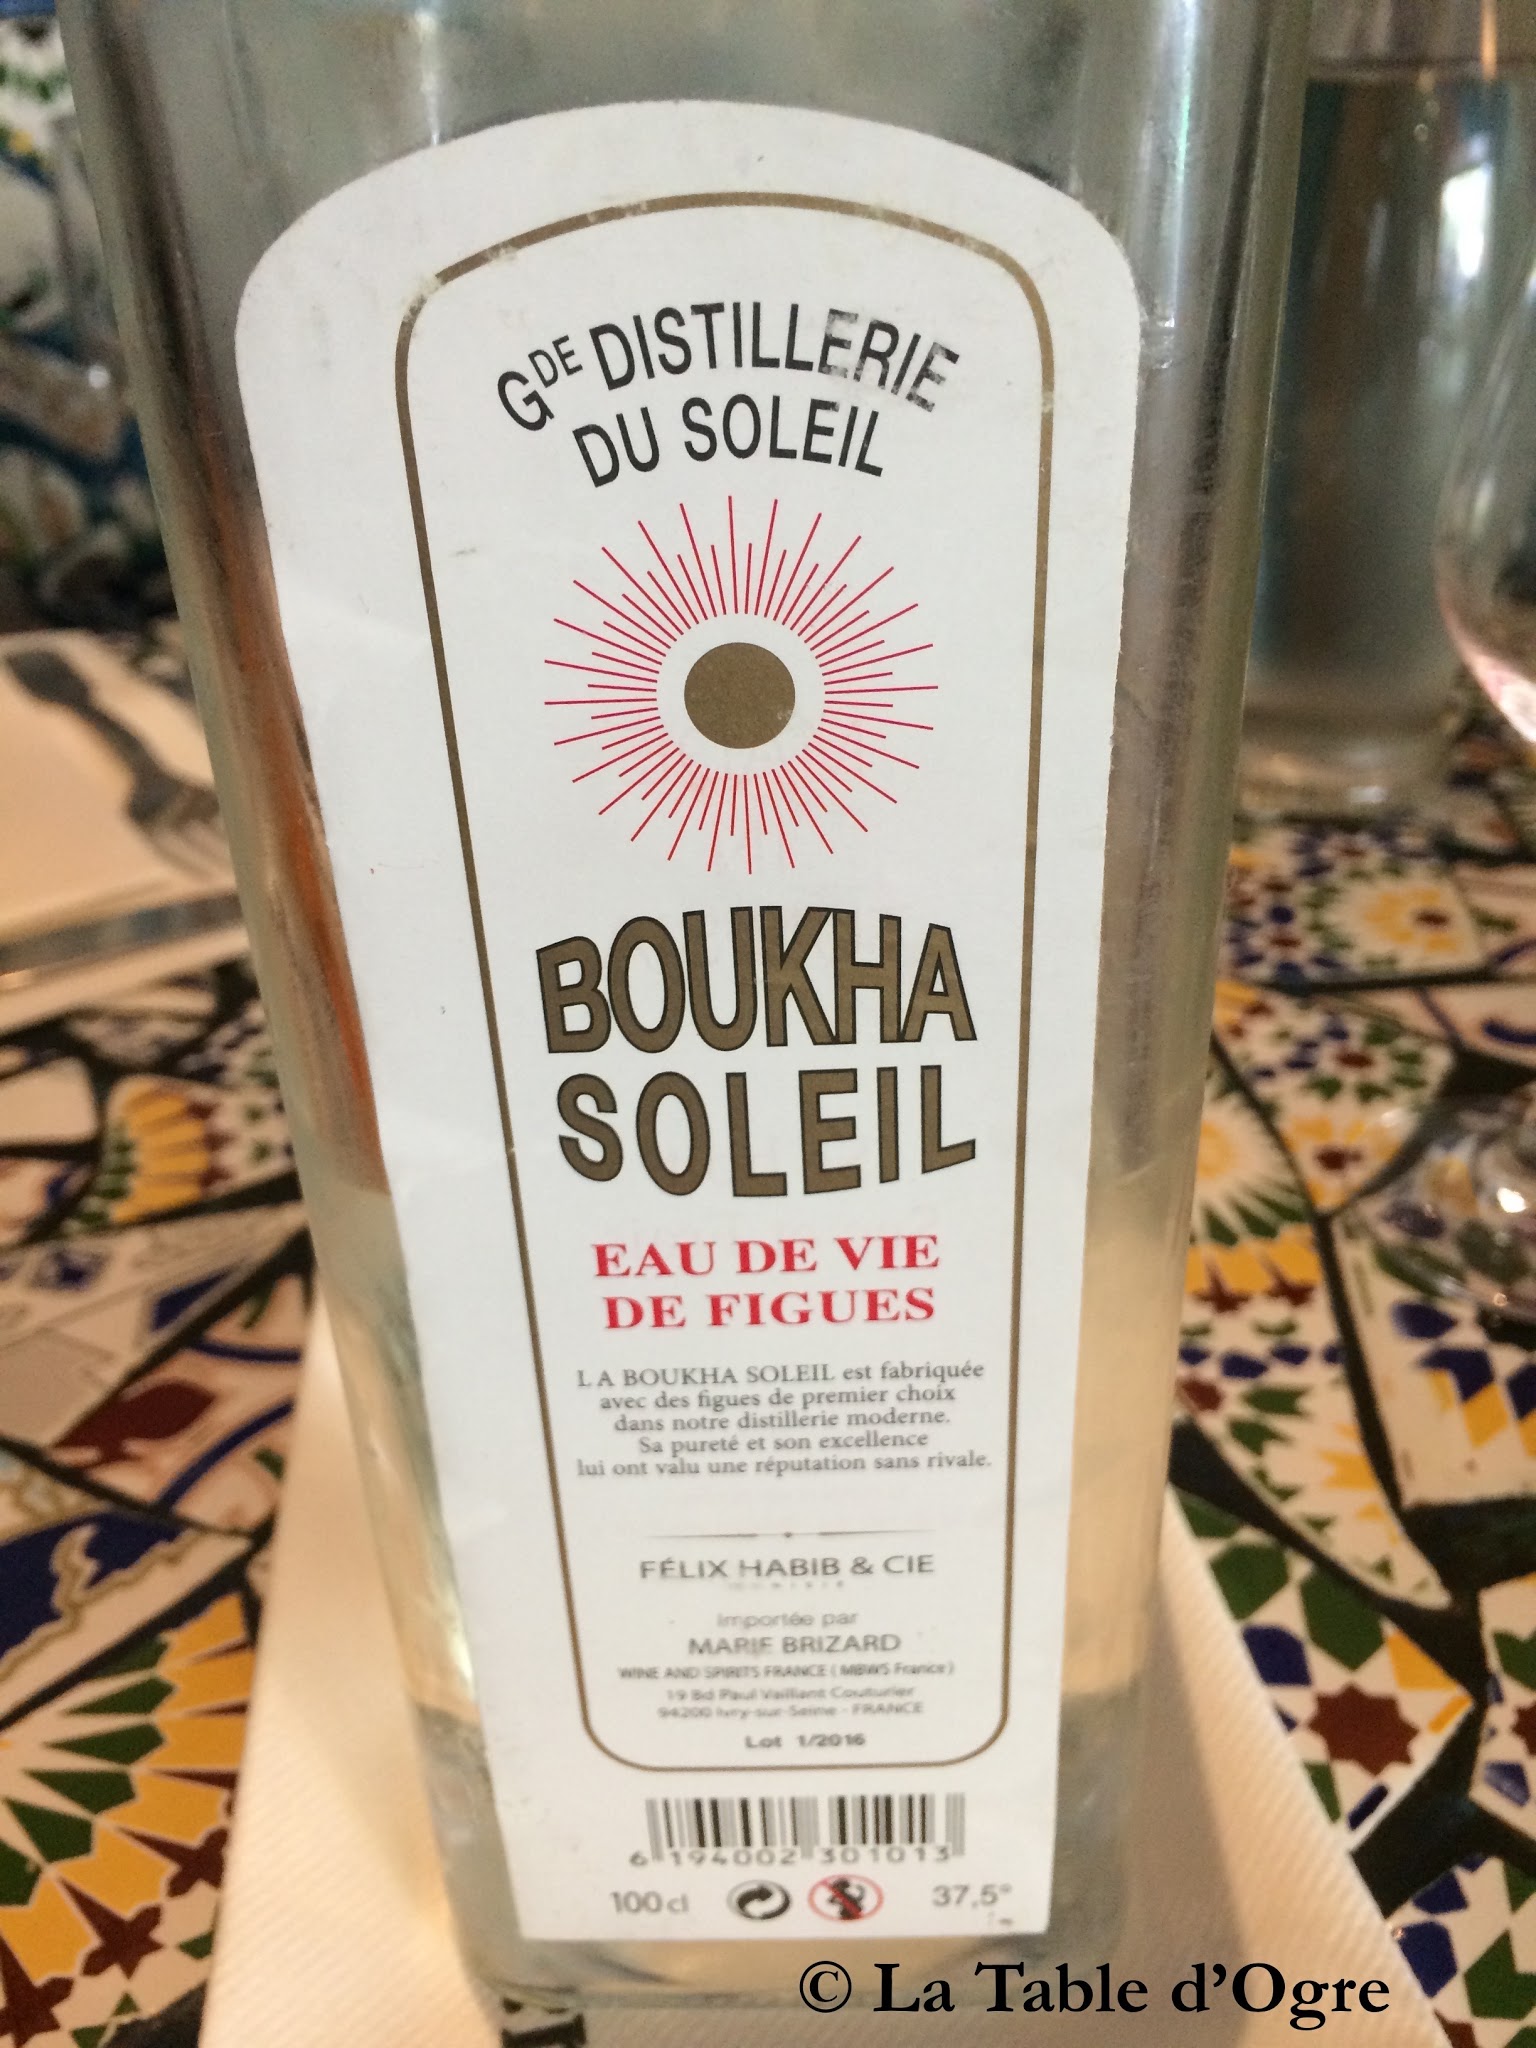 GDE DISTILLERIE
DU SOLEIL
BOUKHA
SOLEIL
EAU DE VIE
DE FIGUES
LA BOUKHA SOLEIL est fabriquée
avec des figues de premier choix
dans notre distillerie moderne.
Sa pureté et son excellence
lui ont valu une réputation sans rivale.
FÉLIX HABIB & CIE
Importée par
MARIE BRIZARD
WINE AND SPIRITS FRANCE (MBWS France)
19 Bd Paul Vaillant Couturier
94200 Ivry-sur-Seine - FRANCE
Lot 1/2016
6 194002 301013
100cl 37,5°
© La Table d'Ogre